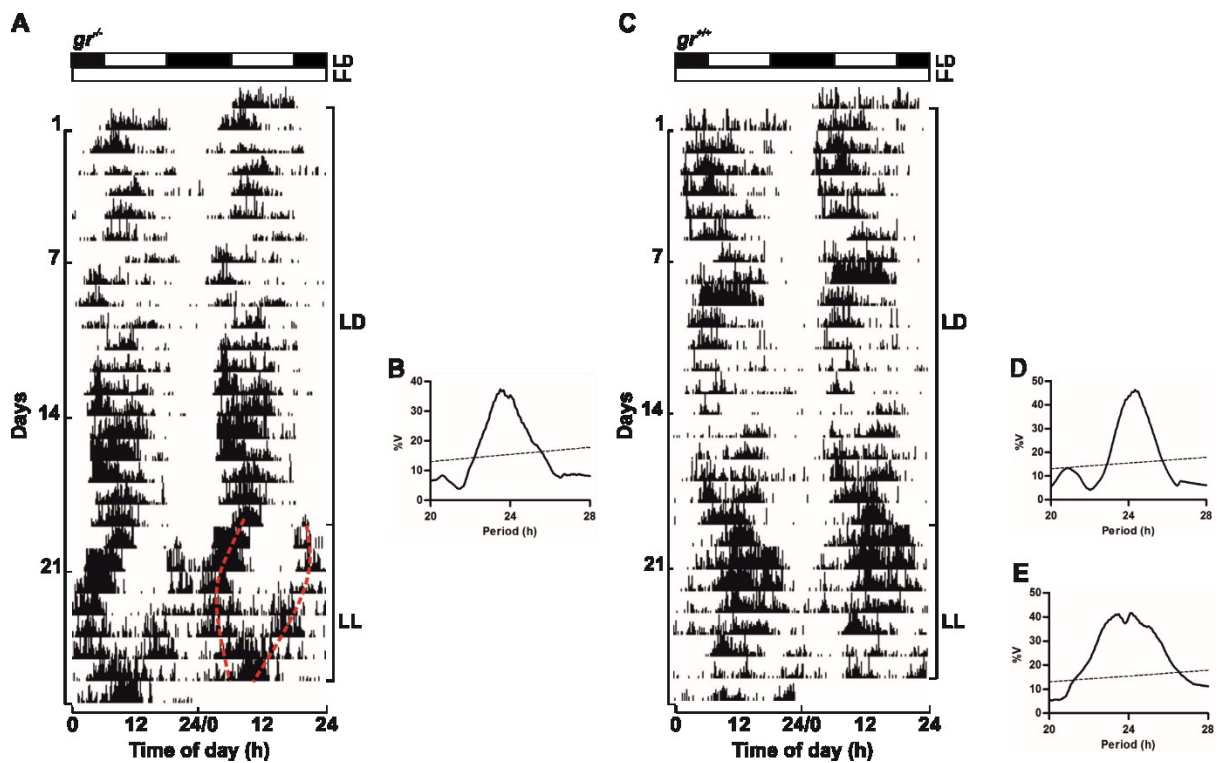 A
gr-/-
LD
LL
1
7
14
21
Days
LD
LL
0 12 24/0 12 24
Time of day (h)
B
40
30
20
10
0
%V
20 24 28
Period (h)
C
gr+/+
LD
LL
1
7
14
21
Days
LD
LL
0 12 24/0 12 24
Time of day (h)
D
50
40
30
20
10
0
%V
20 24 28
Period (h)
E
50
40
30
20
10
0
%V
20 24 28
Period (h)